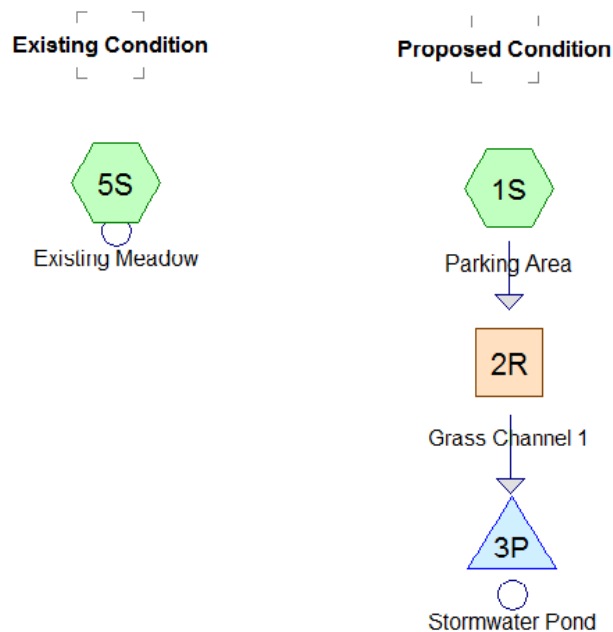 Existing Condition
Proposed Condition
5S
Existing Meadow
1S
Parking Area
2R
Grass Channel 1
3P
Stormwater Pond